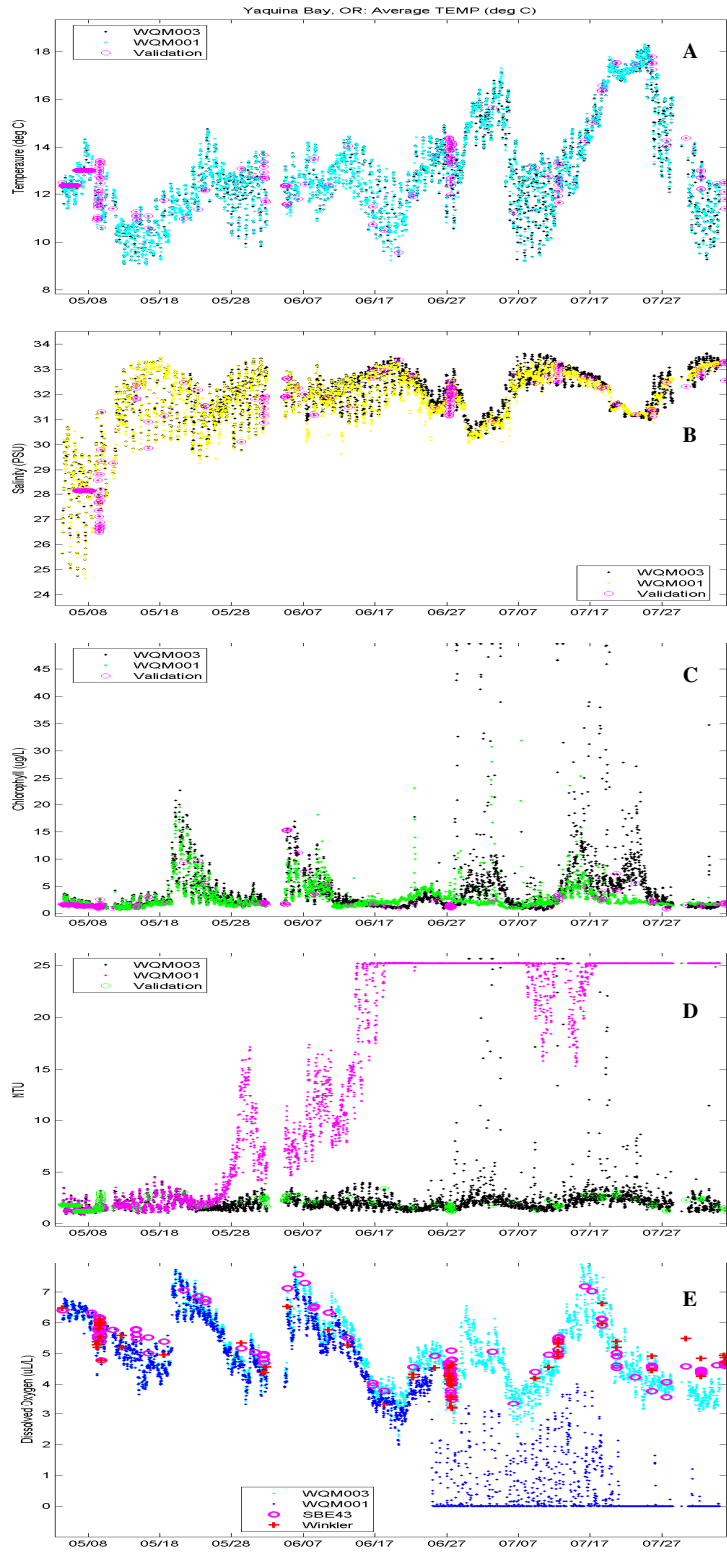 Yaquina Bay, OR: Average TEMP (deg C)
WQM003
WQM001
Validation
A
Temperature (deg C)
18
16
14
12
10
8
05/08 05/18 05/28 06/07 06/17 06/27 07/07 07/17 07/27
B
Salinity (PSU)
34
33
32
31
30
29
28
27
26
25
24
WQM003
WQM001
Validation
05/08 05/18 05/28 06/07 06/17 06/27 07/07 07/17 07/27
WQM003
WQM001
Validation
C
Chlorophyll (ug/L)
45
40
35
30
25
20
15
10
5
0
05/08 05/18 05/28 06/07 06/17 06/27 07/07 07/17 07/27
WQM003
WQM001
Validation
D
NTU
25
20
15
10
5
0
05/08 05/18 05/28 06/07 06/17 06/27 07/07 07/17 07/27
E
Dissolved Oxygen (uL/L)
7
6
5
4
3
2
1
0
WQM003
WQM001
SBE43
Winkler
05/08 05/18 05/28 06/07 06/17 06/27 07/07 07/17 07/27